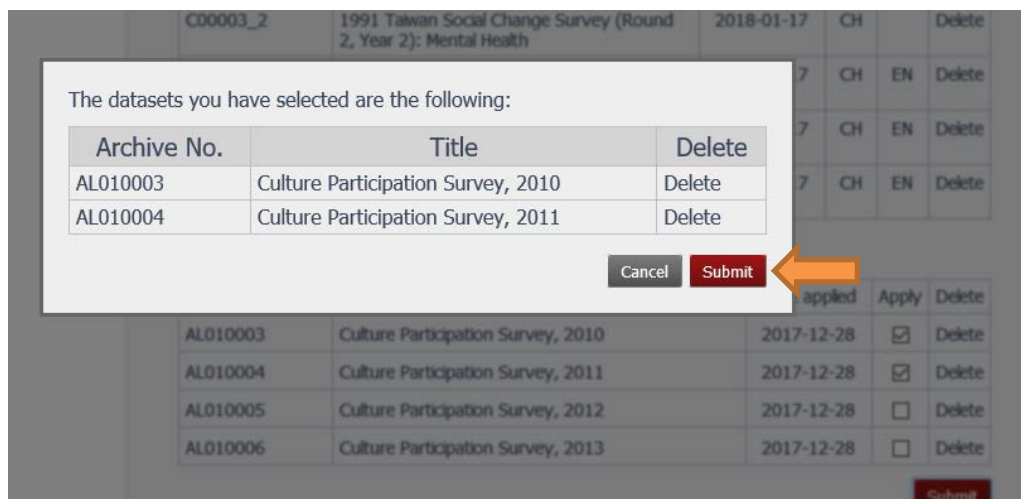 C00003_2 1991 Taiwan Social Change Survey (Round 2018-01-17 CH Delete
2, Year 2): Mental Health
7 CH EN Delete
The datasets you have selected are the following:
7 CH EN Delete
Archive No. Title Delete
AL010003 Culture Participation Survey, 2010 Delete
7 CH EN Delete
AL010004 Culture Participation Survey, 2011 Delete
Cancel Submit
applied Apply Delete
AL010003 Culture Participation Survey, 2010 2017-12-28 Delete
AL010004 Culture Participation Survey, 2011 2017-12-28 Delete
AL010005 Culture Participation Survey, 2012 2017-12-28 Delete
AL010006 Culture Participation Survey, 2013 2017-12-28 Delete
Submit